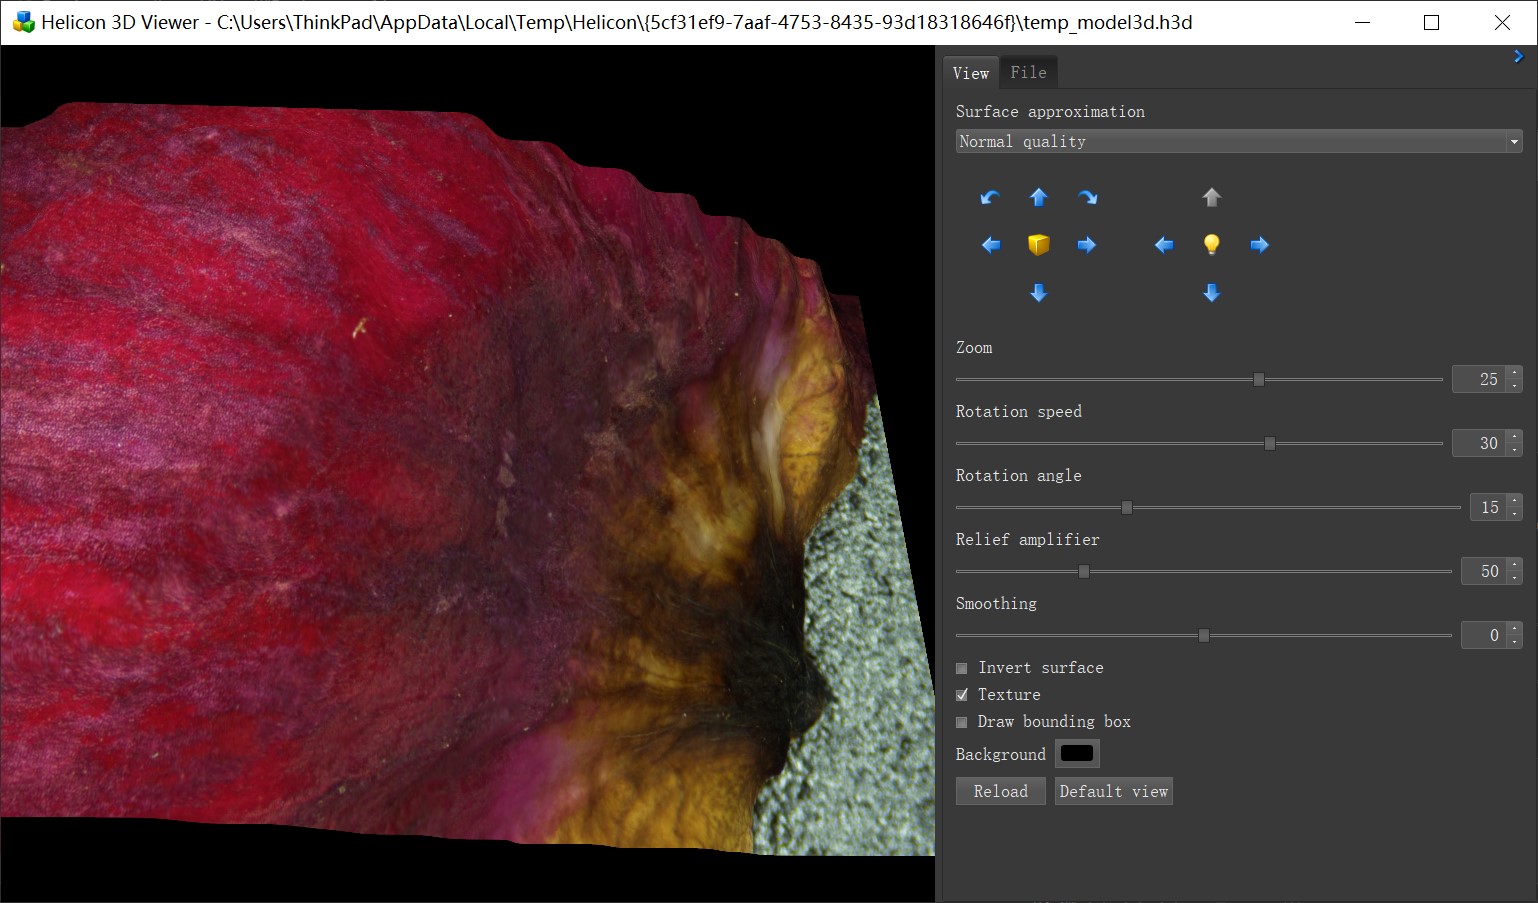 Helicon 3D Viewer - C:\Users\ThinkPad\AppData\Local\Temp\Helicon\{5cf31ef9-7aaf-4753-8435-93d18318646f}\temp_model3d.h3d
View File
Surface approximation
Normal quality
Zoom
25
Rotation speed
30
Rotation angle
15
Relief amplifier
50
Smoothing
0
Invert surface
Texture
Draw bounding box
Background
Reload Default view